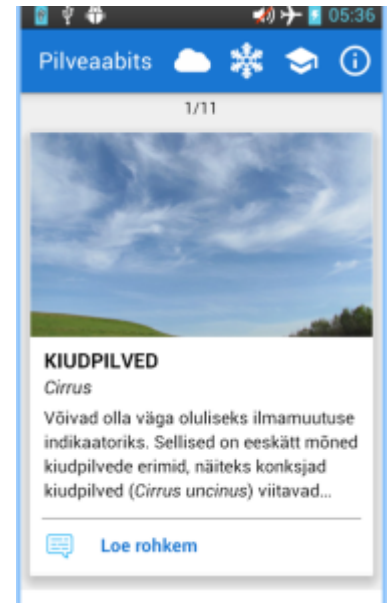 05:36
Pilveaabits
1/11
KIUDPILVED
Cirrus
Võivad olla väga oluliseks ilmamuutuse
indikaatoriks. Sellised on eeskätt mõned
kiudpilvede erimid, näiteks konksjad
kiudpilved (Cirrus uncinus) viitavad...
Loe rohkem